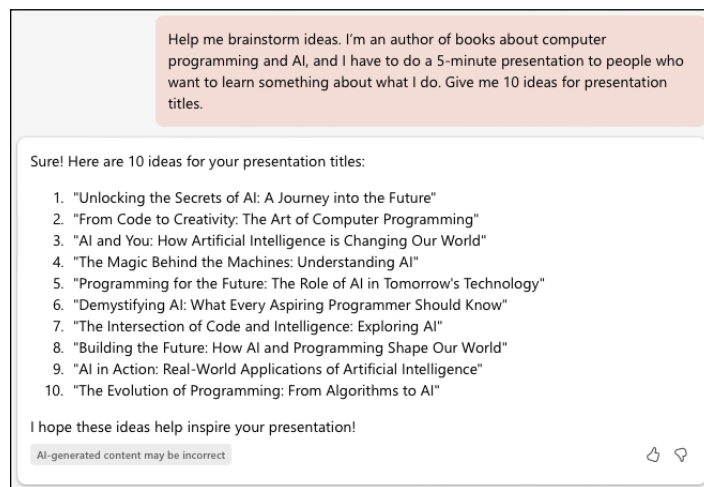 Help me brainstorm ideas. I'm an author of books about computer
programming and AI, and I have to do a 5-minute presentation to people who
want to learn something about what I do. Give me 10 ideas for presentation
titles.
Sure! Here are 10 ideas for your presentation titles:
1. "Unlocking the Secrets of AI: A Journey into the Future"
2. "From Code to Creativity: The Art of Computer Programming"
3. "AI and You: How Artificial Intelligence is Changing Our World"
4. "The Magic Behind the Machines: Understanding AI"
5. "Programming for the Future: The Role of AI in Tomorrow's Technology"
6. "Demystifying AI: What Every Aspiring Programmer Should Know"
7. "The Intersection of Code and Intelligence: Exploring AI"
8. "Building the Future: How AI and Programming Shape Our World"
9. "AI in Action: Real-World Applications of Artificial Intelligence"
10. "The Evolution of Programming: From Algorithms to AI"
I hope these ideas help inspire your presentation!
AI-generated content may be incorrect